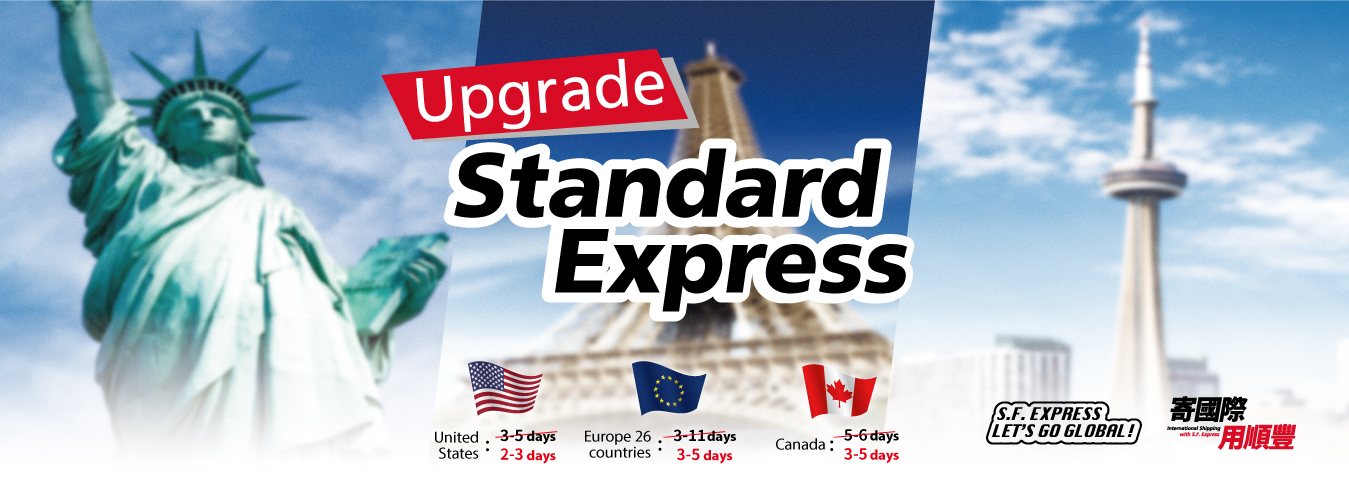 Upgrade
Standard
Express
United States : 3-5 days 2-3 days
Europe 26 countries : 3-11 days 3-5 days
Canada : 5-6 days 3-5 days
S.F. EXPRESS
LET'S GO GLOBAL!
寄國際
International Shipping
with S.F. Express
用順豐